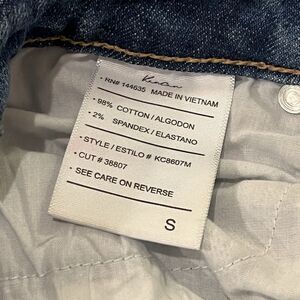 KanCan
• RN# 144635 MADE IN VIETNAM
• 98% COTTON / ALGODON
• 2% SPANDEX / ELASTANO
• STYLE / ESTILO # KC8607M
• CUT # 38807
• SEE CARE ON REVERSE
S